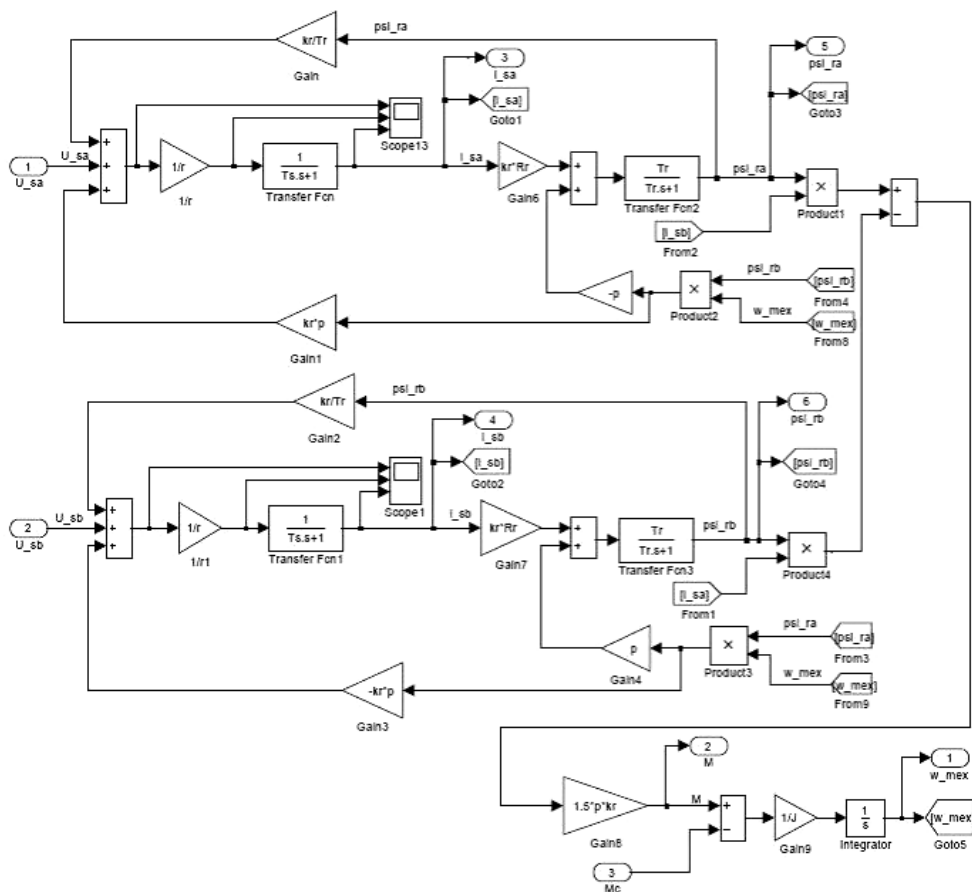 kr/Tr
psi_ra
Gain
3
i_sa
[i_sa]
Goto1
Scope13
5
psi_ra
[psi_ra]
Goto3
1
U_sa
U_sa
+
+
+
1/r
1/r
1
Ts.s+1
Transfer Fcn
i_sa
kr*Rr
Gain6
+
+
Tr
Tr.s+1
Transfer Fcn2
psi_ra
×
Product1
+
−
[i_sb]
From2
-p
×
Product2
psi_rb
[psi_rb]
From4
w_mex
[w_mex]
From8
kr*p
Gain1
kr/Tr
psi_rb
Gain2
4
i_sb
[i_sb]
Goto2
Scope1
6
psi_rb
[psi_rb]
Goto4
2
U_sb
U_sb
+
+
+
1/r
1/r1
1
Ts.s+1
Transfer Fcn1
i_sb
kr*Rr
Gain7
+
+
Tr
Tr.s+1
Transfer Fcn3
psi_rb
×
Product4
[i_sa]
From1
p
Gain4
×
Product3
psi_ra
[psi_ra]
From3
w_mex
[w_mex]
From9
-kr*p
Gain3
1.5*p*kr
Gain8
2
M
M
+
−
3
Mc
1/J
Gain9
1
s
Integrator
1
w_mex
[w_mex
Goto5